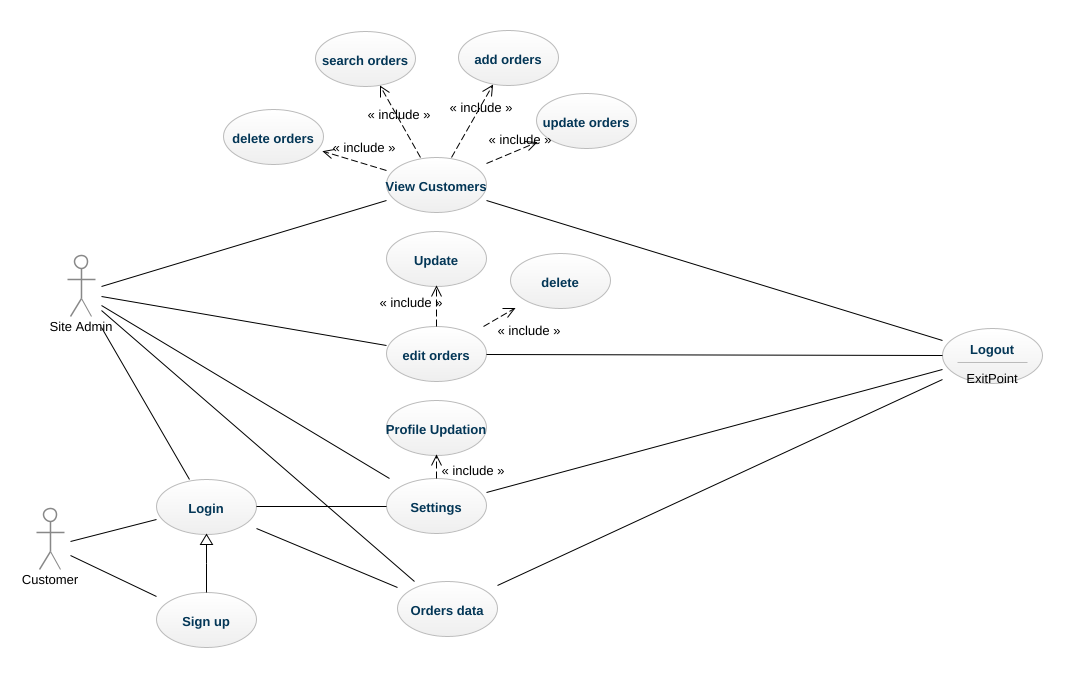 search orders
add orders
« include »
« include »
update orders
delete orders
« include »
« include »
View Customers
Update
delete
« include »
Site Admin
« include »
edit orders
Logout
ExitPoint
Profile Updation
« include »
Login
Settings
Customer
Orders data
Sign up